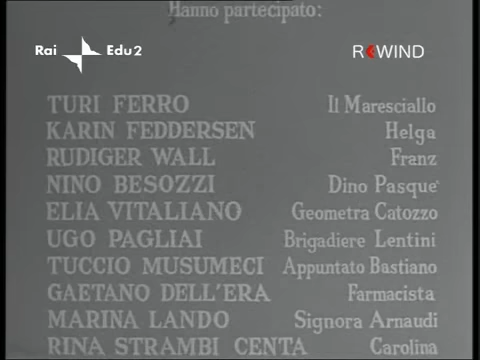 Hanno partecipato:
Rai Edu2
REWIND
TURI FERRO Il Maresciallo
KARIN FEDDERSEN Helga
RUDIGER WALL Franz
NINO BESOZZI Dino Pasque'
ELIA VITALIANO Geometra Catozzo
UGO PAGLIAI Brigadiere Lentini
TUCCIO MUSUMECI Appuntato Bastiano
GAETANO DELL'ERA Farmacista
MARINA LANDO Signora Arnaudi
RINA STRAMBI CENTA Carolina